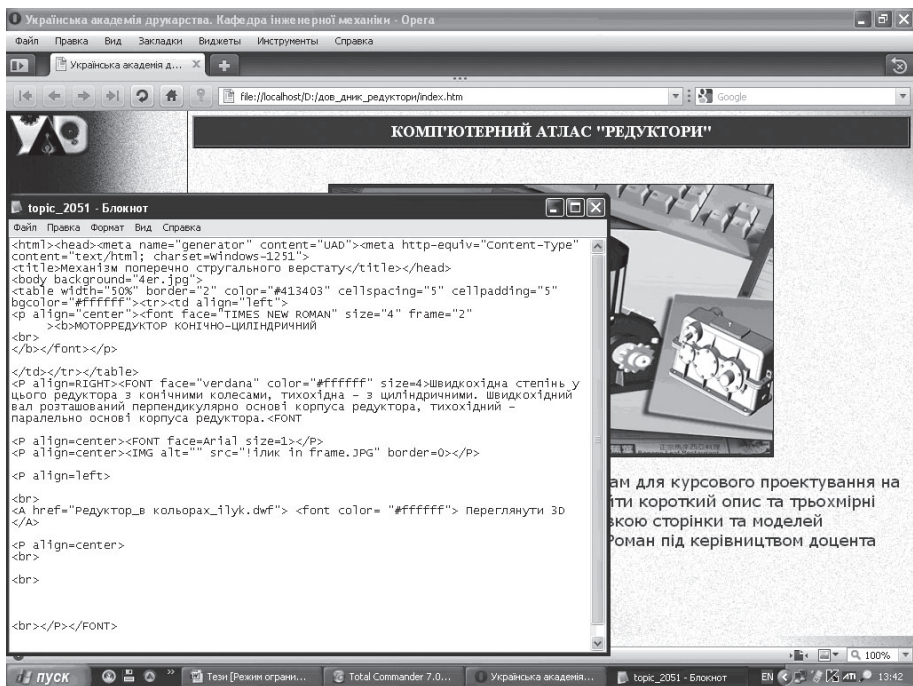 Українська академія друкарства. Кафедра інженерної механіки - Opera
Файл Правка Вид Закладки Виджеты Инструменты Справка
Українська академія д...
file://localhost/D:/дов_дник_редуктори/index.htm
Google
УАД
КОМП'ЮТЕРНИЙ АТЛАС "РЕДУКТОРИ"
topic_2051 - Блокнот
Файл Правка Формат Вид Справка
<html><head><meta name="generator" content="UAD"><meta http-equiv="Content-Type"
content="text/html; charset=windows-1251">
<title>Механізм поперечно стругального верстату</title></head>
<body background="4er.jpg">
<table width="50%" border="2" color="#413403" cellspacing="5" cellpadding="5"
bgcolor="#ffffff"><tr><td align="left">
<p align="center"><font face="TIMES NEW ROMAN" size="4" frame="2"
><b>МОТОРРЕДУКТОР КОНІЧНО-ЦИЛІНДРИЧНИЙ
<br>
</b></font></p>
</td></tr></table>
<P align=RIGHT><FONT face="verdana" color="#ffffff" size=4>Швидкохідна степінь у
цього редуктора з конічними колесами, тихохідна – з циліндричними. Швидкохідний
вал розташований перпендикулярно основі корпуса редуктора, тихохідний –
паралельно основі корпуса редуктора.<FONT
<P align=center><FONT face=Arial size=1></P>
<P align=center><IMG alt="" src="!ілик in frame.JPG" border=0></P>
<P align=left>
<br>
<A href="Редуктор_в кольорах_ilyk.dwf"> <font color= "#ffffff"> Переглянути 3D
</A>
<P align=center>
<br>
<br>
<br></P></FONT>
ам для курсового проектування на
йти короткий опис та трьохмірні
вкою сторінки та моделей
Роман під керівництвом доцента
100%
пуск
Тези [Режим ограни...
Total Commander 7.0...
Українська академія...
topic_2051 - Блокнот
EN
13:42